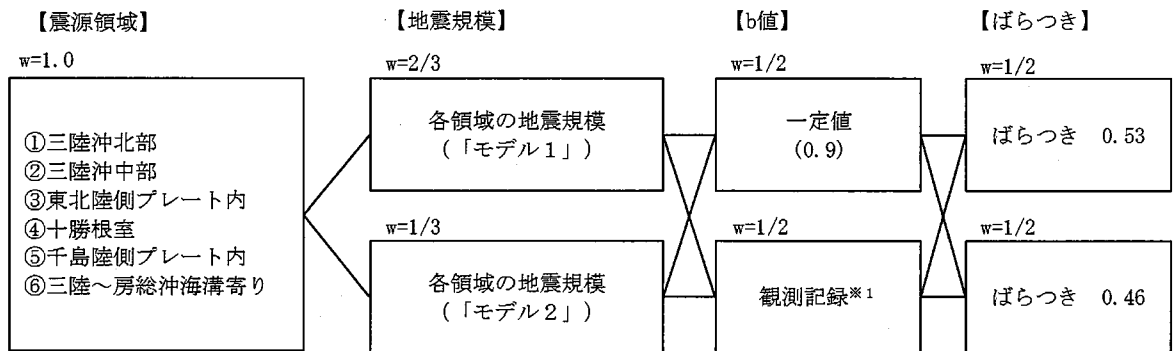 【震源領域】
w=1.0
①三陸沖北部
②三陸沖中部
③東北陸側プレート内
④十勝根室
⑤千島陸側プレート内
⑥三陸～房総沖海溝寄り
【地震規模】
w=2/3
各領域の地震規模
(「モデル１」)
w=1/3
各領域の地震規模
(「モデル２」)
【b値】
w=1/2
一定値
(0.9)
w=1/2
観測記録※1
【ばらつき】
w=1/2
ばらつき 0.53
w=1/2
ばらつき 0.46